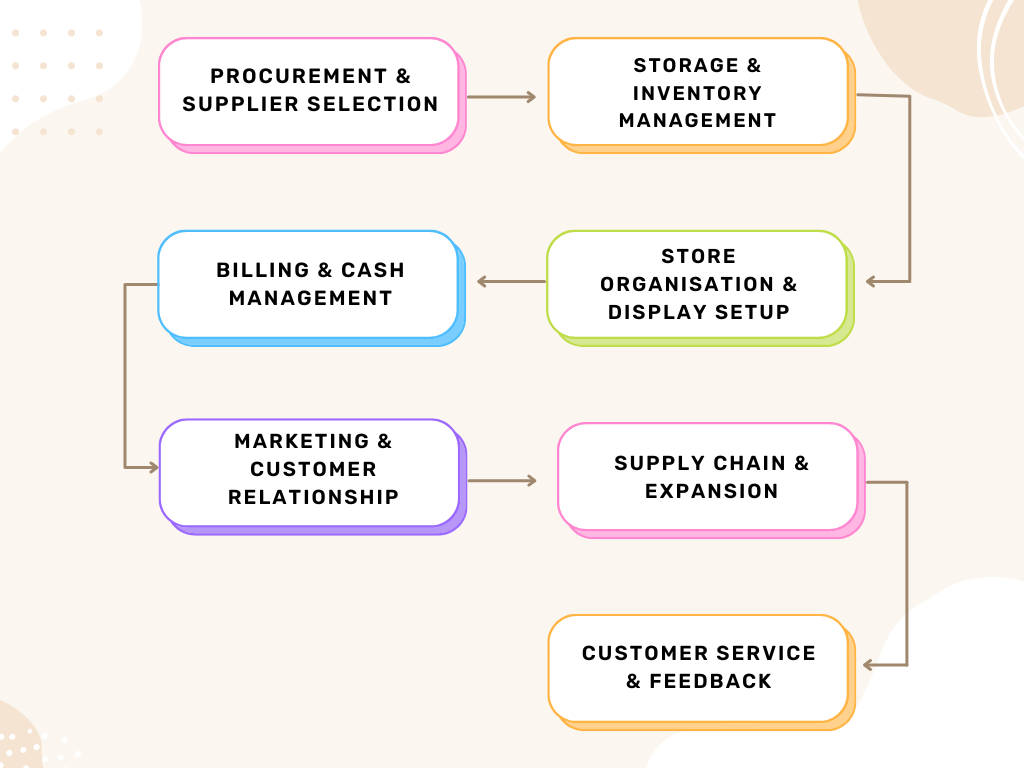 PROCUREMENT &
SUPPLIER SELECTION
STORAGE &
INVENTORY
MANAGEMENT
STORE
ORGANISATION &
DISPLAY SETUP
BILLING & CASH
MANAGEMENT
MARKETING &
CUSTOMER
RELATIONSHIP
SUPPLY CHAIN &
EXPANSION
CUSTOMER SERVICE
& FEEDBACK